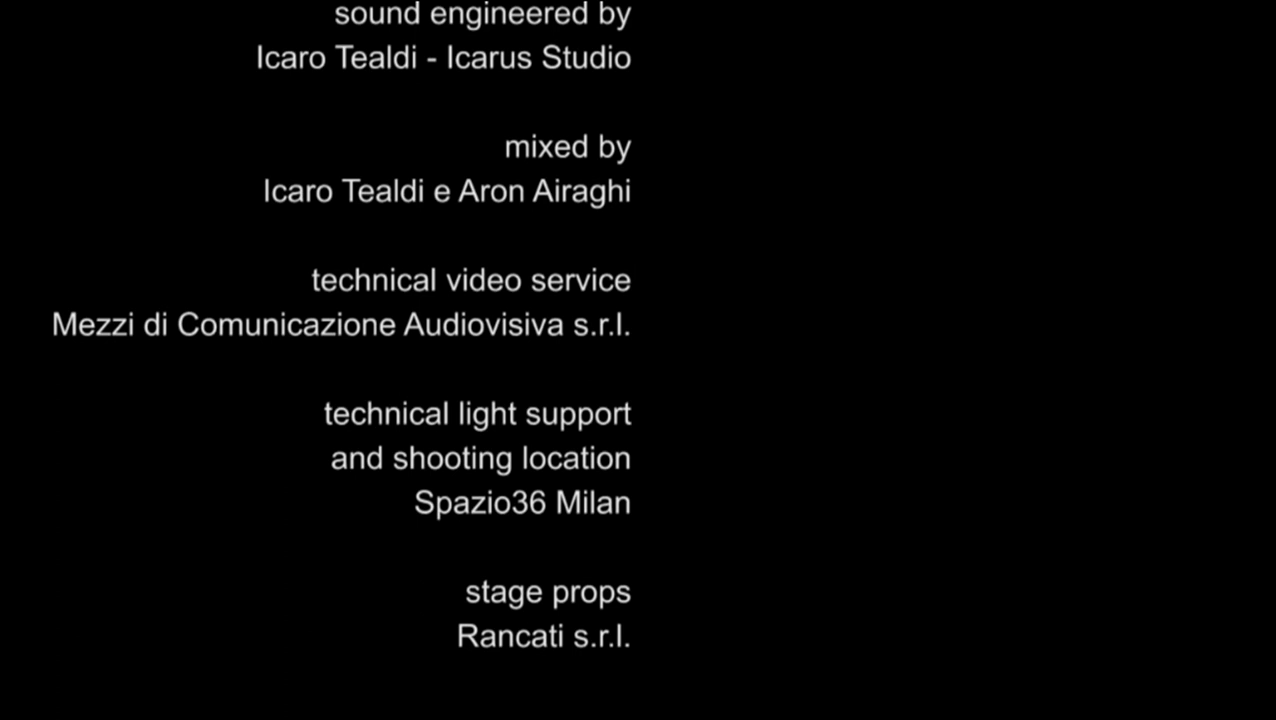 sound engineered by
Icaro Tealdi - Icarus Studio
mixed by
Icaro Tealdi e Aron Airaghi
technical video service
Mezzi di Comunicazione Audiovisiva s.r.l.
technical light support
and shooting location
Spazio36 Milan
stage props
Rancati s.r.l.